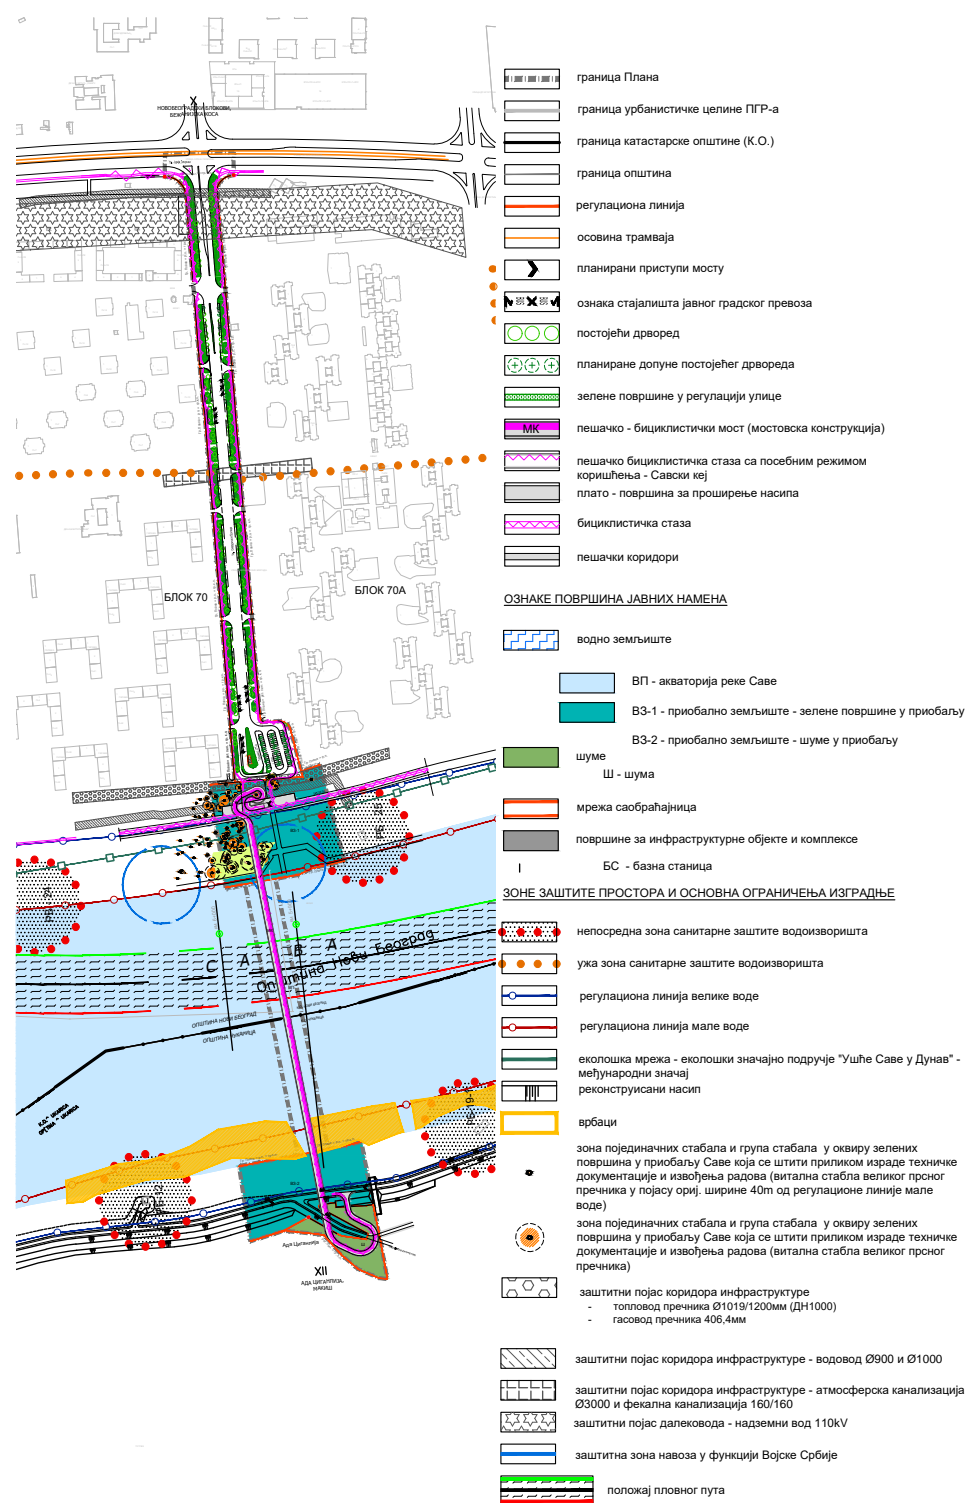 X
НОВОБЕОГРАДСКИ БЛОКОВИ,
БЕЖАНИЈСКА КОСА
БЛОК 70
БЛОК 70А
С А В А
Општина Нови Београд
ОПШТИНА НОВИ БЕОГРАД
ОПШТИНА ЧУКАРИЦА
Ада Циганлија
XII
АДА ЦИГАНЛИЈА,
МАКИШ
граница Плана
граница урбанистичке целине ПГР-а
граница катастарске општине (К.О.)
граница општина
регулациона линија
осовина трамваја
планирани приступи мосту
ознака стајалишта јавног градског превоза
постојећи дрворед
планиране допуне постојећег дрвореда
зелене површине у регулацији улице
МК
пешачко - бициклистички мост (мостовска конструкција)
пешачко бициклистичка стаза са посебним режимом
коришћења - Савски кеј
плато - површина за проширење насипа
бициклистичка стаза
пешачки коридори
ОЗНАКЕ ПОВРШИНА ЈАВНИХ НАМЕНА
водно земљиште
ВП - акваторија реке Саве
ВЗ-1 - приобално земљиште - зелене површине у приобаљу
ВЗ-2 - приобално земљиште - шуме у приобаљу
шуме
Ш - шума
мрежа саобраћајница
површине за инфраструктурне објекте и комплексе
БС - базна станица
ЗОНЕ ЗАШТИТЕ ПРОСТОРА И ОСНОВНА ОГРАНИЧЕЊА ИЗГРАДЊЕ
непосредна зона санитарне заштите водоизворишта
ужа зона санитарне заштите водоизворишта
регулациона линија велике воде
регулациона линија мале воде
еколошка мрежа - еколошки значајно подручје "Ушће Саве у Дунав" -
међународни значај
реконструисани насип
врбаци
зона појединачних стабала и група стабала у оквиру зелених
површина у приобаљу Саве која се штити приликом израде техничке
документације и извођења радова (витална стабла великог прсног
пречника у појасу ориј. ширине 40m од регулационе линије мале
воде)
зона појединачних стабала и група стабала у оквиру зелених
површина у приобаљу Саве која се штити приликом израде техничке
документације и извођења радова (витална стабла великог прсног
пречника)
заштитни појас коридора инфраструктуре
- топловод пречника Ø1019/1200мм (ДН1000)
- гасовод пречника 406,4мм
заштитни појас коридора инфраструктуре - водовод Ø900 и Ø1000
заштитни појас коридора инфраструктуре - атмосферска канализација
Ø3000 и фекална канализација 160/160
заштитни појас далековода - надземни вод 110kV
заштитна зона навоза у функцији Војске Србије
положај пловног пута